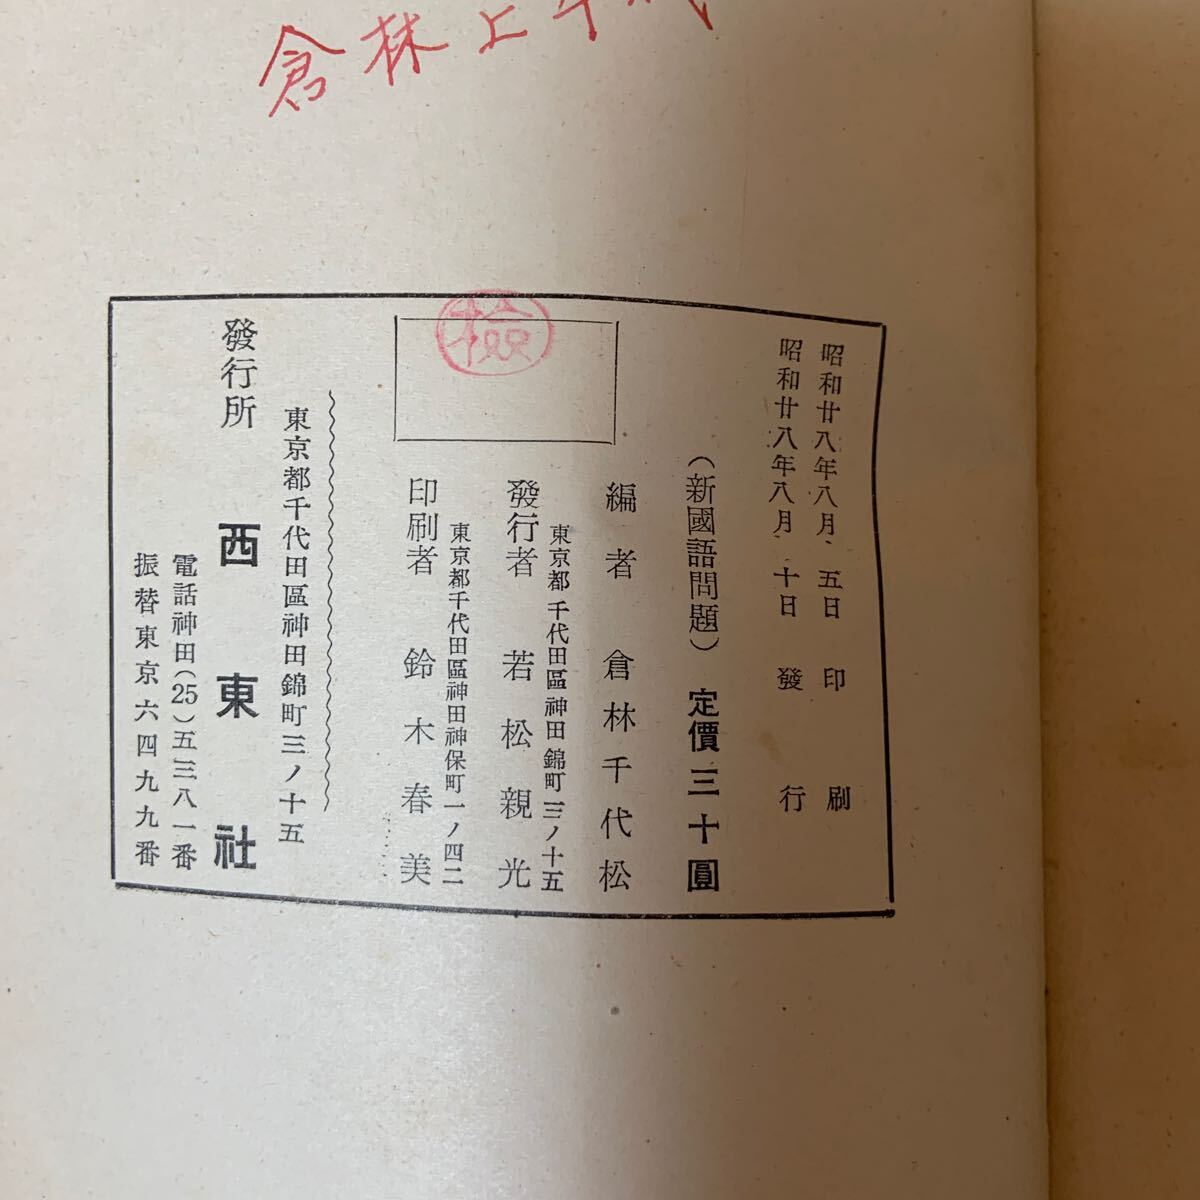 倉林上千
昭和廿八年八月、五日 印刷
昭和廿八年八月、十日 發行
(新國語問題) 定價三十圓
編者 倉林千代松
東京都千代田區神田錦町三ノ十五
發行者 若松親光
東京都千代田區神田神保町一ノ四二
印刷者 鈴木春美
檢
東京都千代田區神田錦町三ノ十五
發行所 西東社
電話神田(25)五三八一番
振替東京六四九九番